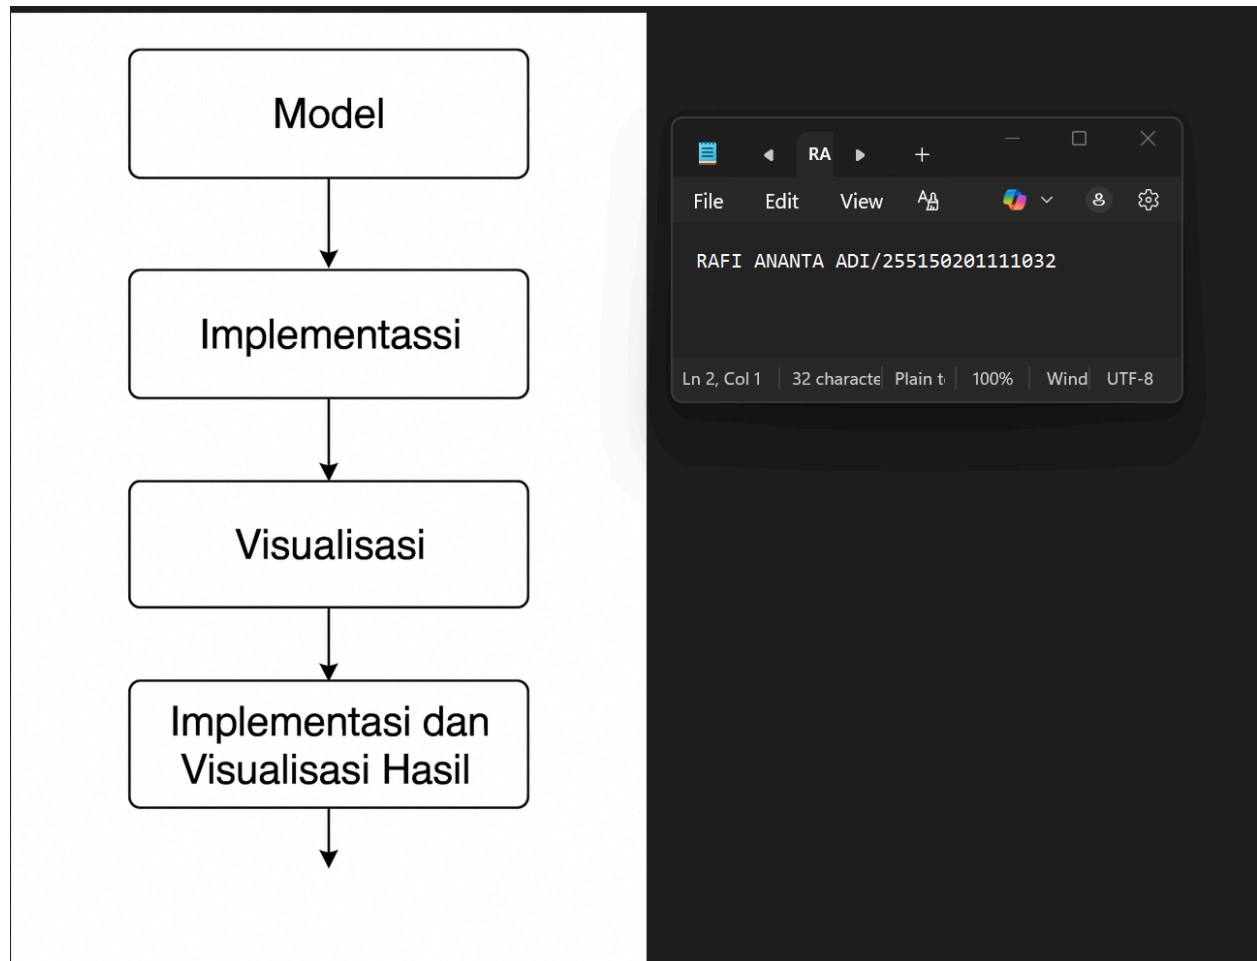 Model
Implementassi
Visualisasi
Implementasi dan
Visualisasi Hasil
RA
File Edit View
RAFI ANANTA ADI/255150201111032
Ln 2, Col 1 32 characte Plain t 100% Wind UTF-8